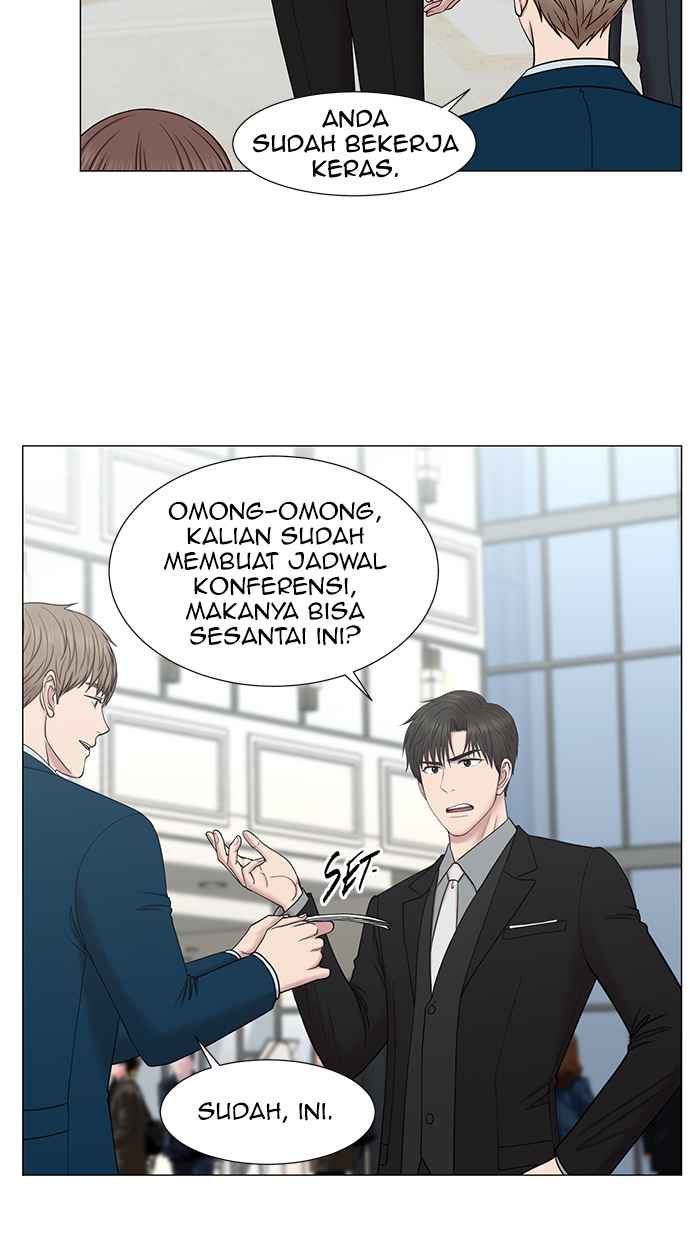 ANDA
SUDAH BEKERJA
KERAS.
OMONG-OMONG,
KALIAN SUDAH
MEMBUAT JADWAL
KONFERENSI,
MAKANYA BISA
SESANTAI INI?
SET.
SUDAH, INI.